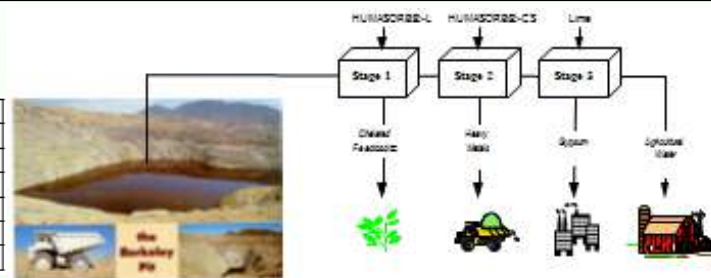 HUMASORB®-L HUMASORB®-CS Lime
Stage 1 Stage 2 Stage 3
Chelated
Feedstocks
Heavy
Metals
Gypsum
Agricultural
Water
the
Berkeley
Pit